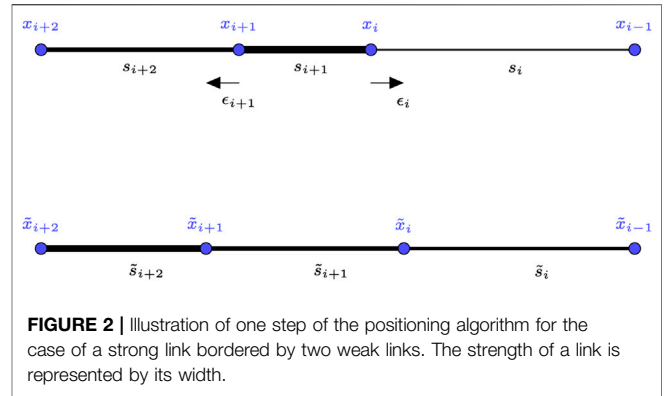 x_{i+2} x_{i+1} x_i x_{i-1}
s_{i+2} s_{i+1} s_i
ϵ_{i+1} ϵ_i
x̃_{i+2} x̃_{i+1} x̃_i x̃_{i-1}
s̃_{i+2} s̃_{i+1} s̃_i
FIGURE 2 | Illustration of one step of the positioning algorithm for the
case of a strong link bordered by two weak links. The strength of a link is
represented by its width.